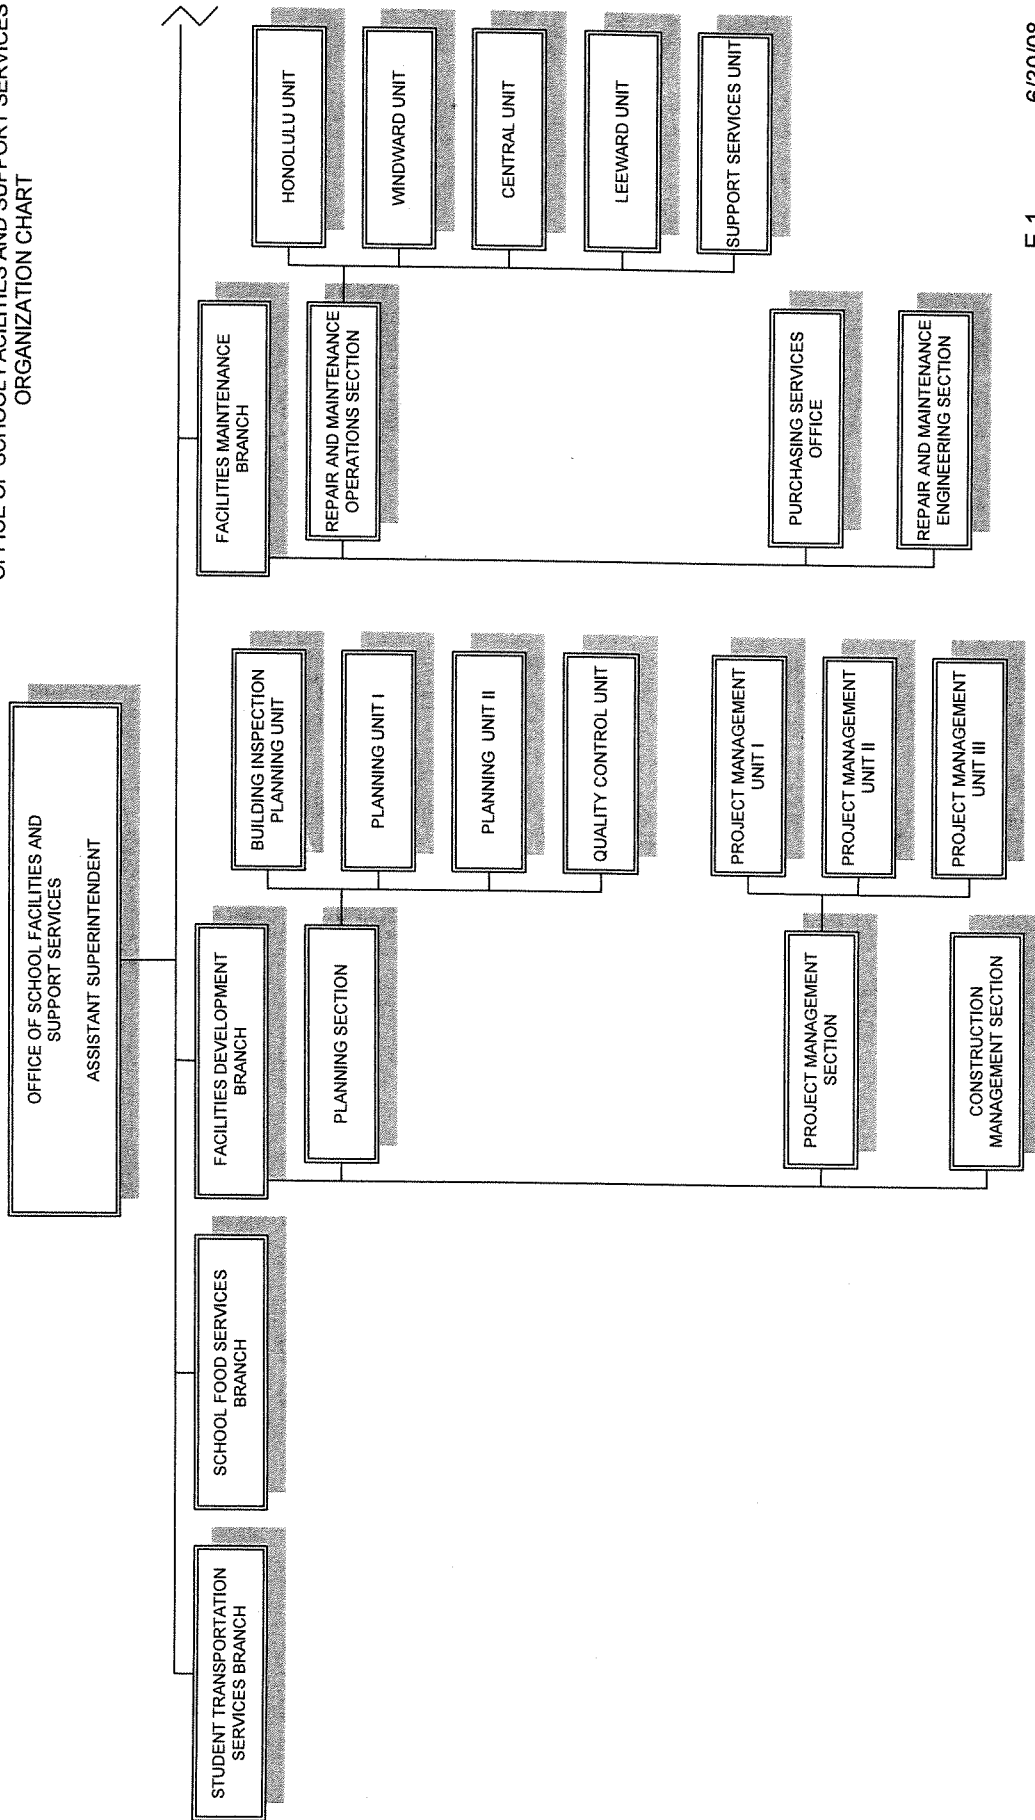 OFFICE OF SCHOOL FACILITIES AND SUPPORT SERVICES
ORGANIZATION CHART
OFFICE OF SCHOOL FACILITIES AND
SUPPORT SERVICES
ASSISTANT SUPERINTENDENT
STUDENT TRANSPORTATION
SERVICES BRANCH
SCHOOL FOOD SERVICES
BRANCH
FACILITIES DEVELOPMENT
BRANCH
PLANNING SECTION
BUILDING INSPECTION
PLANNING UNIT
PLANNING UNIT I
PLANNING UNIT II
QUALITY CONTROL UNIT
PROJECT MANAGEMENT
SECTION
PROJECT MANAGEMENT
UNIT I
PROJECT MANAGEMENT
UNIT II
PROJECT MANAGEMENT
UNIT III
CONSTRUCTION
MANAGEMENT SECTION
FACILITIES MAINTENANCE
BRANCH
REPAIR AND MAINTENANCE
OPERATIONS SECTION
HONOLULU UNIT
WINDWARD UNIT
CENTRAL UNIT
LEEWARD UNIT
SUPPORT SERVICES UNIT
PURCHASING SERVICES
OFFICE
REPAIR AND MAINTENANCE
ENGINEERING SECTION
6/30/08